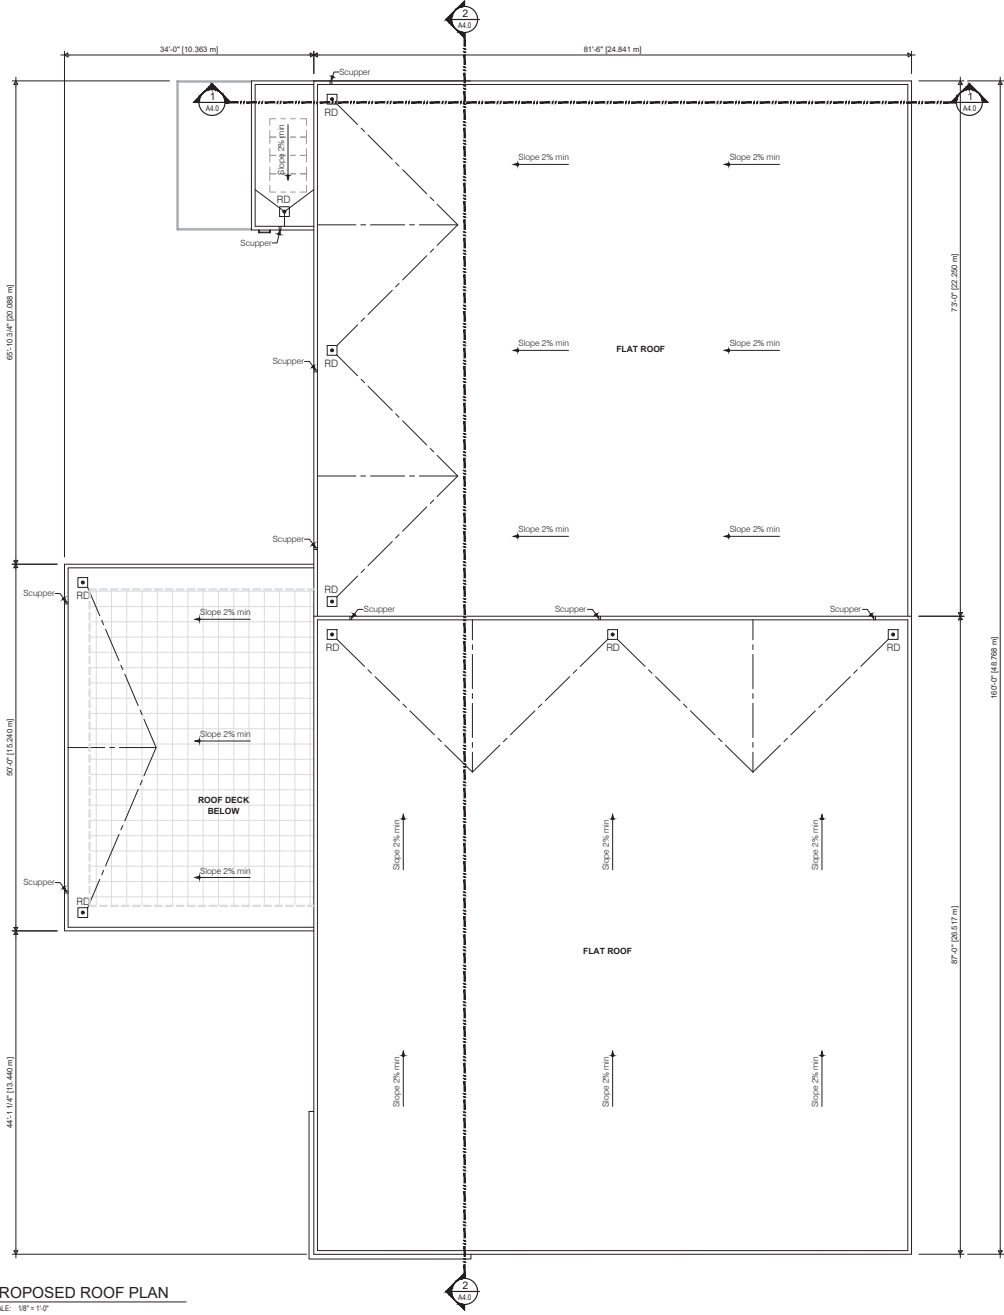 2
A4.0
34'-0" [10.363 m]
81'-6" [24.841 m]
Scupper
1
A4.0
1
A4.0
RD
Slope 2% min
Slope 2% min
Slope 2% min
RD
Scupper
65'-10 3/4" [20.088 m]
73'-0" [22.250 m]
Slope 2% min
FLAT ROOF
Slope 2% min
Scupper
RD
Slope 2% min
Slope 2% min
Scupper
RD
Scupper
RD
Slope 2% min
Scupper
Scupper
Scupper
RD
RD
RD
160'-0" [48.768 m]
50'-0" [15.240 m]
Slope 2% min
ROOF DECK
BELOW
Slope 2% min
Slope 2% min
Slope 2% min
Slope 2% min
Scupper
RD
FLAT ROOF
87'-0" [26.517 m]
44'-1 1/4" [13.440 m]
Slope 2% min
Slope 2% min
Slope 2% min
2
A4.0
ROPOSED ROOF PLAN
ALE: 1/8" = 1'-0"